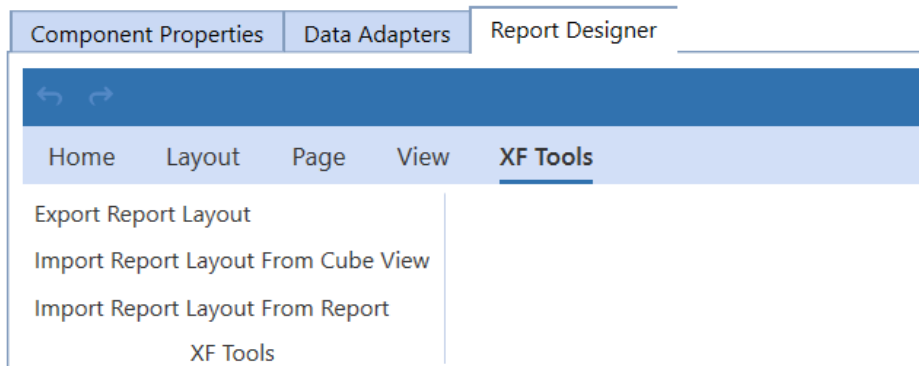 Component Properties Data Adapters Report Designer
Home Layout Page View XF Tools
Export Report Layout
Import Report Layout From Cube View
Import Report Layout From Report
XF Tools